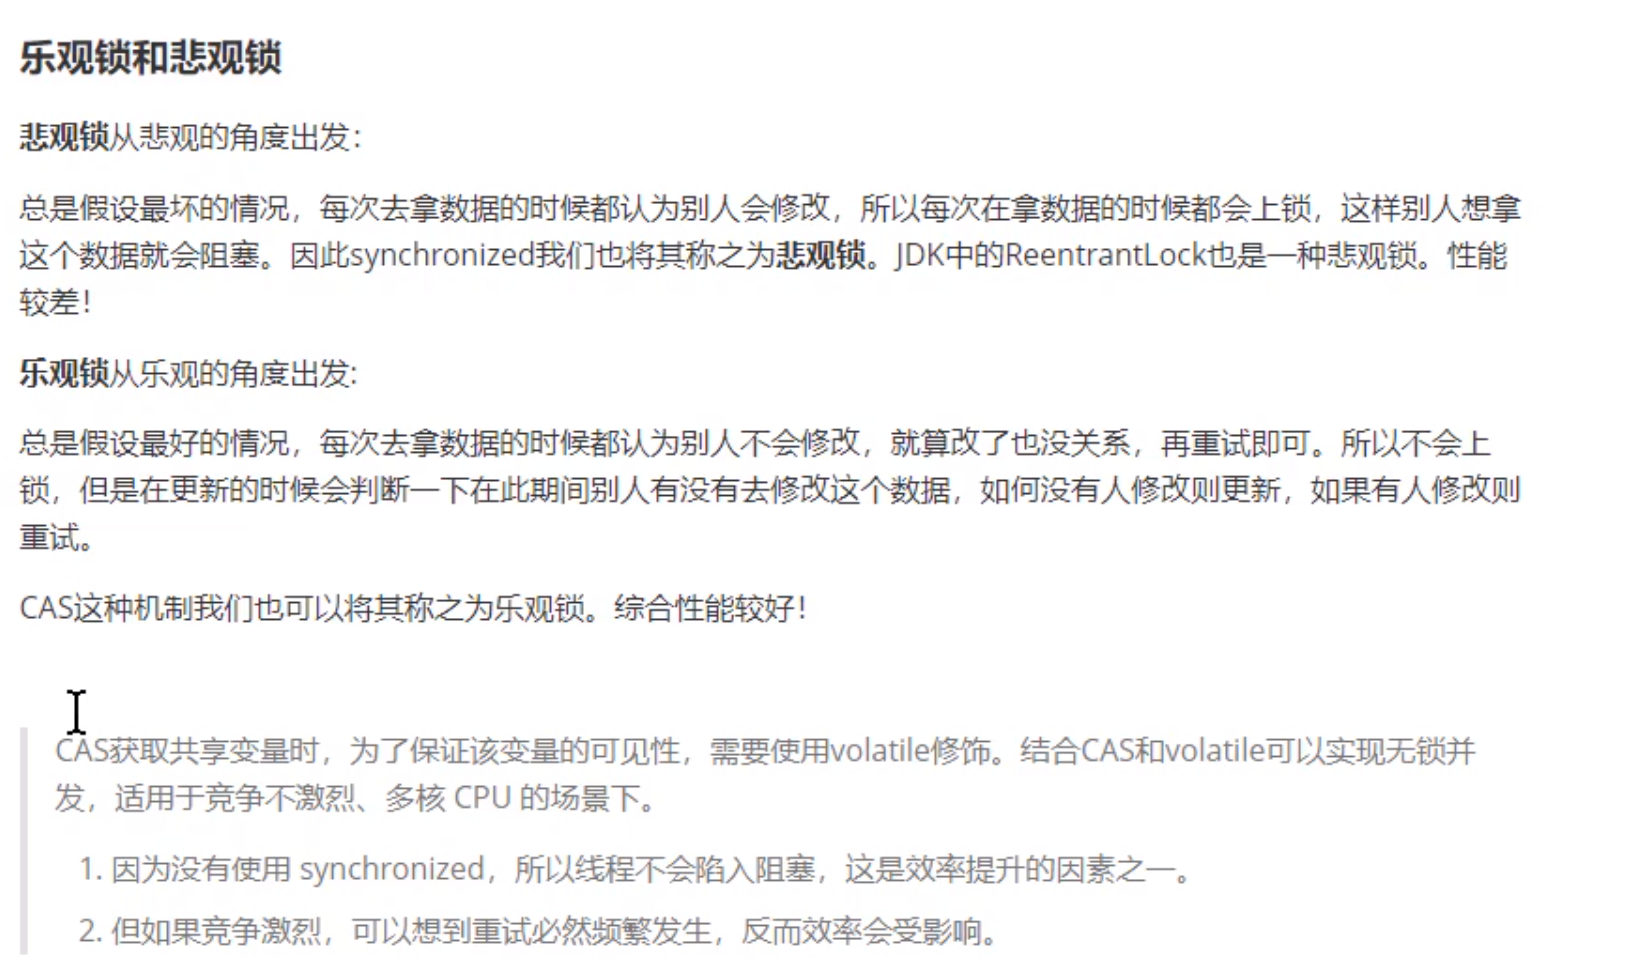 乐观锁和悲观锁
悲观锁从悲观的角度出发：
总是假设最坏的情况，每次去拿数据的时候都认为别人会修改，所以每次在拿数据的时候都会上锁，这样别人想拿
这个数据就会阻塞。因此synchronized我们也将其称之为悲观锁。JDK中的ReentrantLock也是一种悲观锁。性能
较差！
乐观锁从乐观的角度出发:
总是假设最好的情况，每次去拿数据的时候都认为别人不会修改，就算改了也没关系，再重试即可。所以不会上
锁，但是在更新的时候会判断一下在此期间别人有没有去修改这个数据，如何没有人修改则更新，如果有人修改则
重试。
CAS这种机制我们也可以将其称之为乐观锁。综合性能较好！
CAS获取共享变量时，为了保证该变量的可见性，需要使用volatile修饰。结合CAS和volatile可以实现无锁并
发，适用于竞争不激烈、多核 CPU 的场景下。
1. 因为没有使用 synchronized，所以线程不会陷入阻塞，这是效率提升的因素之一。
2. 但如果竞争激烈，可以想到重试必然频繁发生，反而效率会受影响。